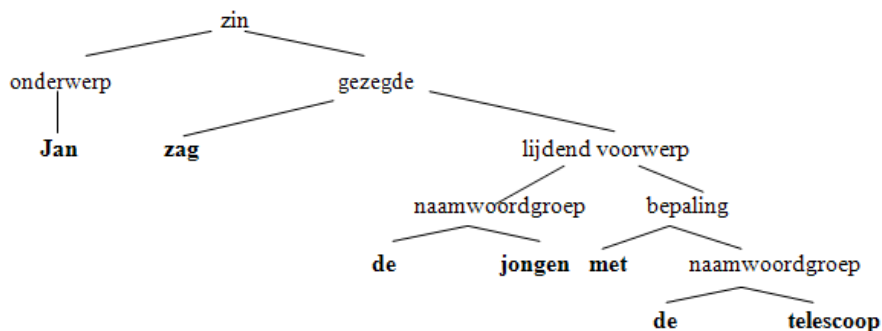 zin
onderwerp gezegde
Jan zag lijdend voorwerp
naamwoordgroep bepaling
de jongen met naamwoordgroep
de telescoop